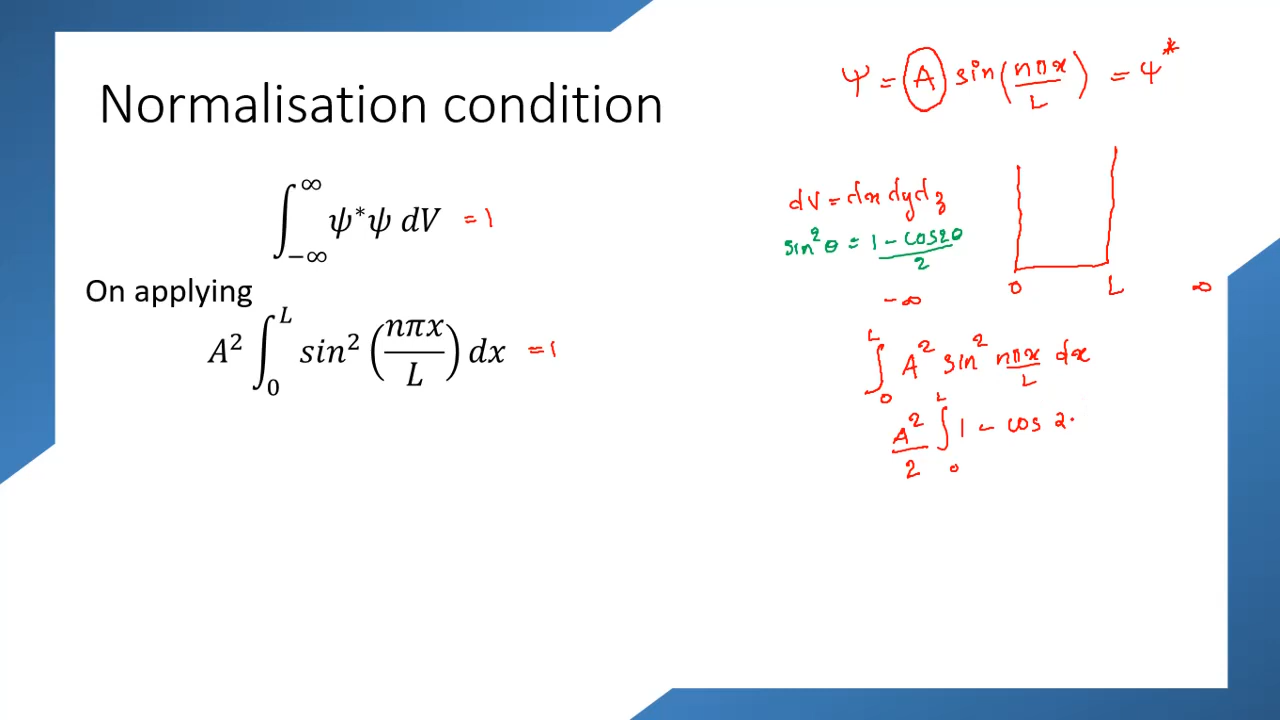 Normalisation condition
∫_{-∞}^{∞} ψ*ψ dV = 1
On applying
A² ∫_0^L sin² (nπx/L) dx = 1
Ψ = A sin(nπx/L) = Ψ*
dV = dx dy dz
sin²θ = (1 - cos2θ)/2
-∞ 0 L ∞
∫_0^L A² sin² nπx/L dx
A²/2 ∫_0^L 1 - cos 2.